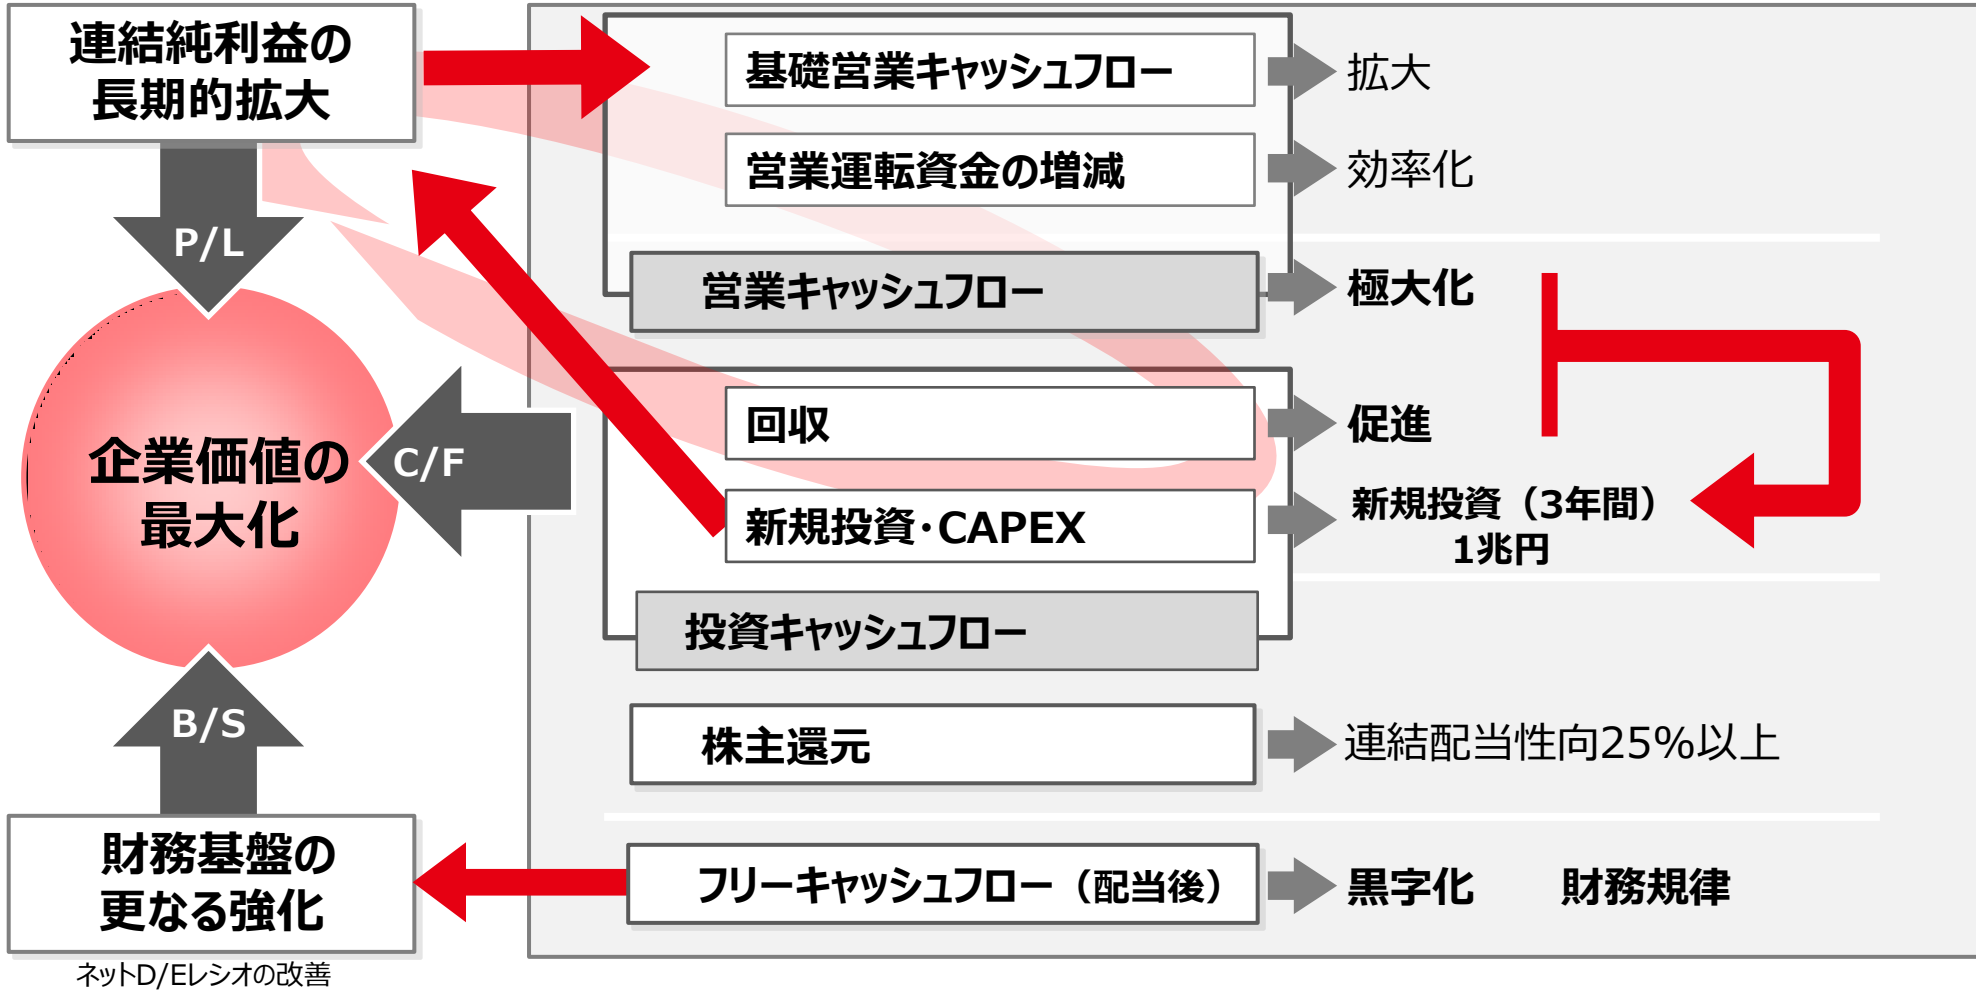 連結純利益の
長期的拡大
P/L
企業価値の
最大化
C/F
B/S
財務基盤の
更なる強化
ネットD/Eレシオの改善
基礎営業キャッシュフロー
拡大
営業運転資金の増減
効率化
営業キャッシュフロー
極大化
回収
促進
新規投資・CAPEX
新規投資（3年間）
1兆円
投資キャッシュフロー
株主還元
連結配当性向25%以上
フリーキャッシュフロー（配当後）
黒字化 財務規律